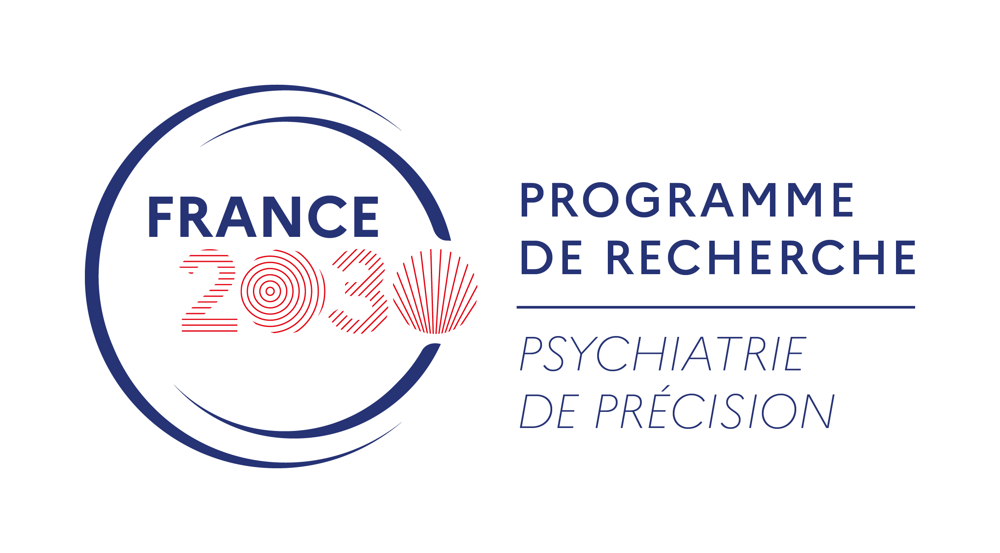 FRANCE
2030
PROGRAMME
DE RECHERCHE
PSYCHIATRIE
DE PRÉCISION